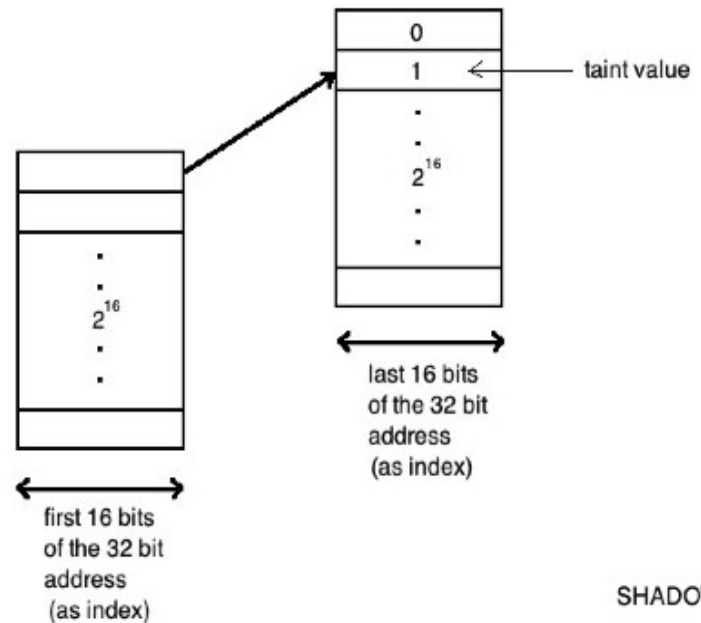 0
1
taint value
2^16
2^16
last 16 bits
of the 32 bit
address
(as index)
first 16 bits
of the 32 bit
address
(as index)